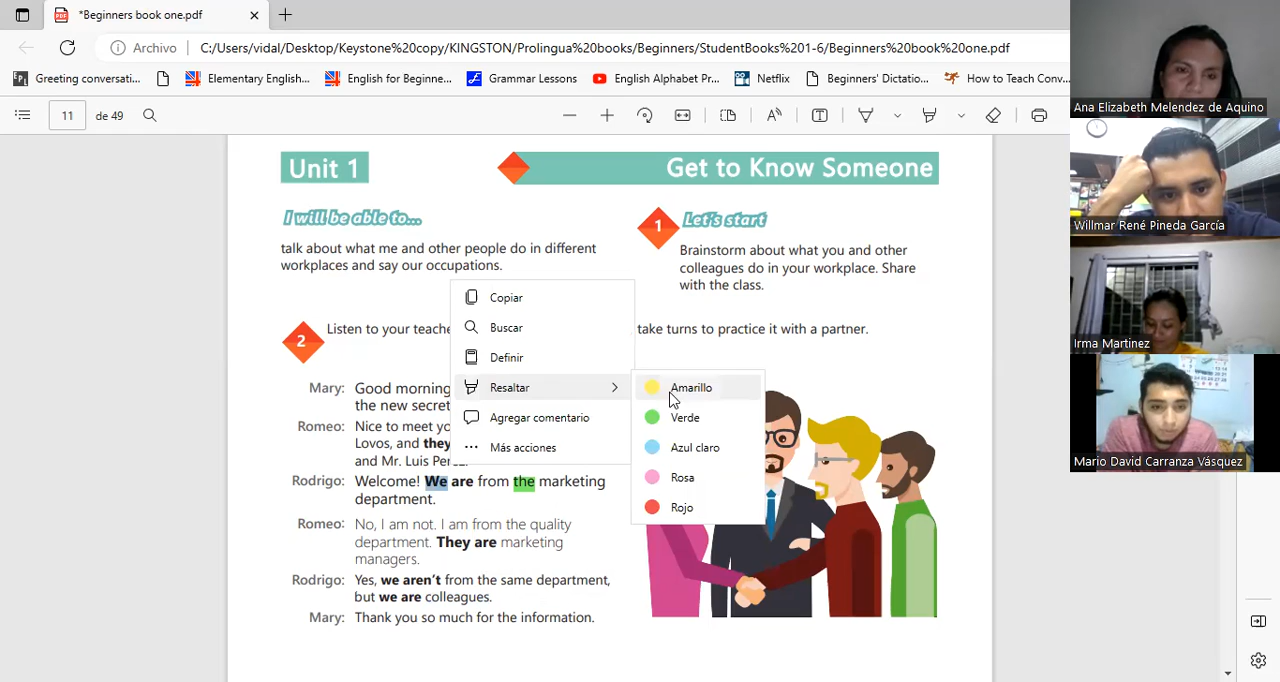 *Beginners book one.pdf
Archivo
C:/Users/vidal/Desktop/Keystone%20copy/KINGSTON/Prolingua%20books/Beginners/StudentBooks%201-6/Beginners%20book%20one.pdf
Greeting conversati...
Elementary English...
English for Beginne...
Grammar Lessons
English Alphabet Pr...
Netflix
Beginners' Dictatio...
How to Teach Conv...
11 de 49
Unit 1
Get to Know Someone
I will be able to...
talk about what me and other people do in different
workplaces and say our occupations.
1 Let's start
Brainstorm about what you and other
colleagues do in your workplace. Share
with the class.
2 Listen to your teache
take turns to practice it with a partner.
Mary: Good morning
the new secret
Romeo: Nice to meet yo
Lovos, and they
and Mr. Luis Perez.
Rodrigo: Welcome! We are from the marketing
department.
Romeo: No, I am not. I am from the quality
department. They are marketing
managers.
Rodrigo: Yes, we aren't from the same department,
but we are colleagues.
Mary: Thank you so much for the information.
Copiar
Buscar
Definir
Resaltar
Agregar comentario
Más acciones
Amarillo
Verde
Azul claro
Rosa
Rojo
Ana Elizabeth Melendez de Aquino
Willmar René Pineda García
Irma Martinez
Mario David Carranza Vásquez